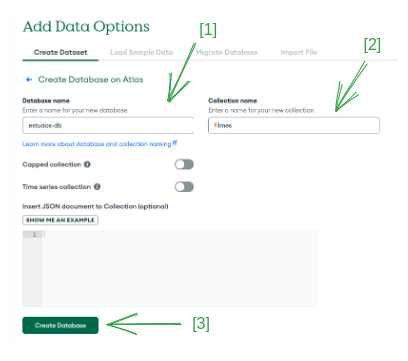 Add Data Options
[1]
[2]
Create Dataset Load Sample Data Migrate Database Import File
Create Database on Atlas
Database name Collection name
Enter a name for your new database Enter a name for your new collection
estudos-db filmes
Learn more about database and collection naming
Capped collection
Time series collection
Insert JSON document to Collection (optional)
SHOW ME AN EXAMPLE
1
Create Database [3]